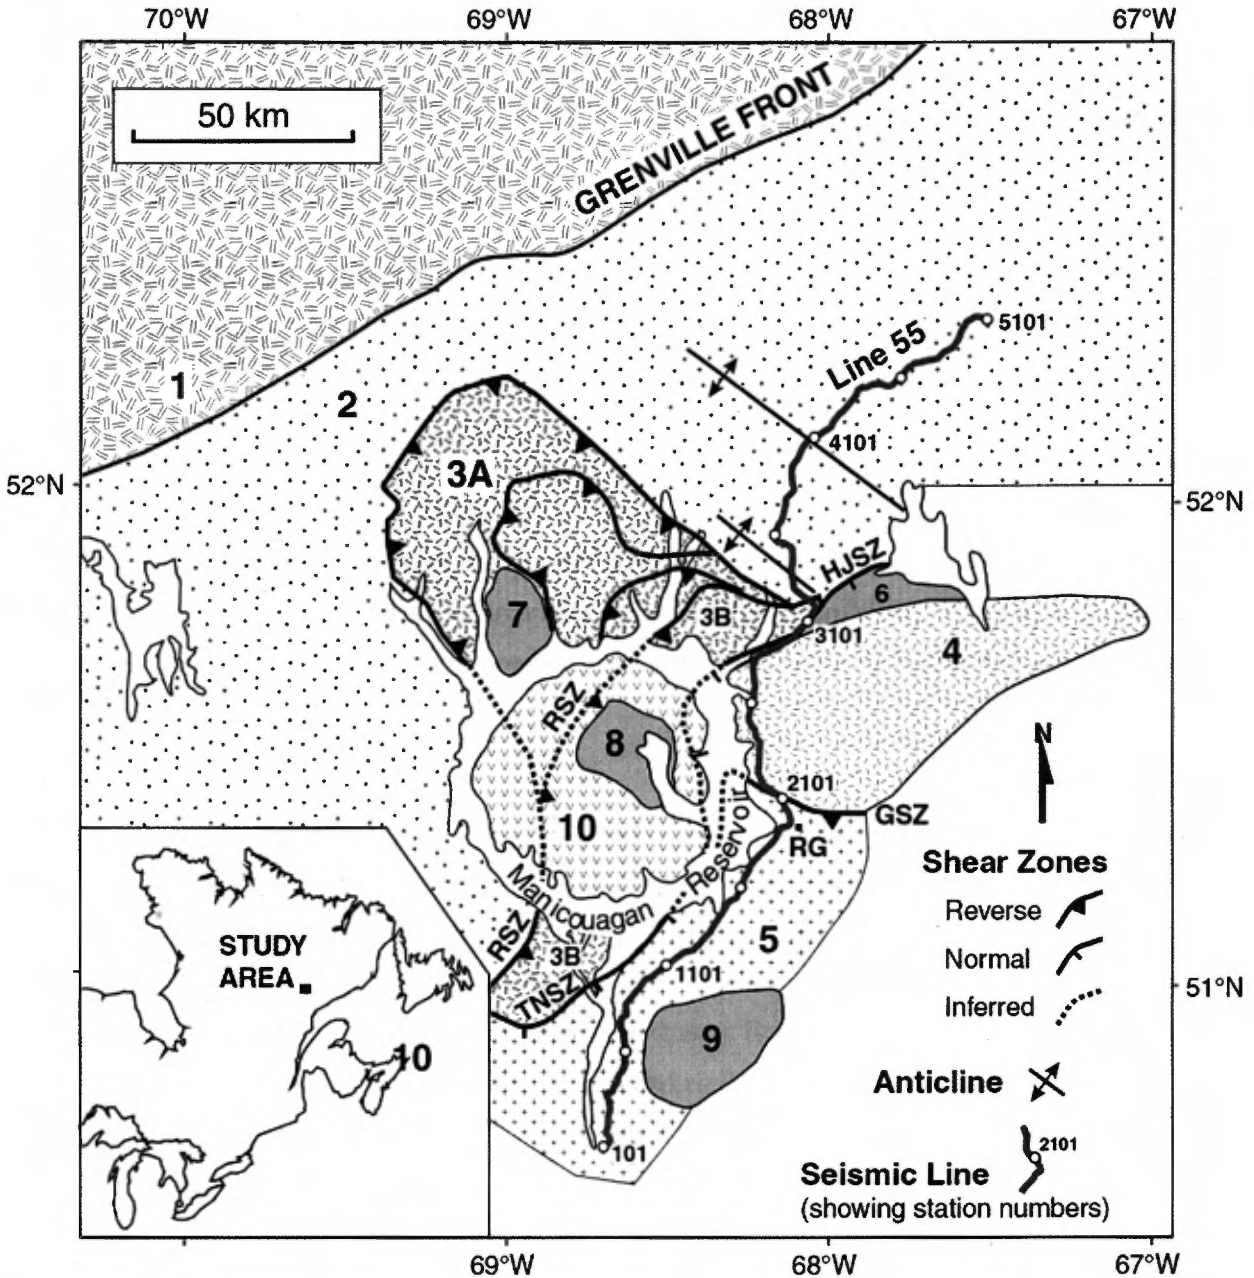 70°W 69°W 68°W 67°W
50 km
GRENVILLE FRONT
Line 55
5101
1
2
4101
3A
52°N
52°N
HJSZ
6
7
3B
3101
4
RSZ
8
N
2101
10
GSZ
RG
Reservoir
Shear Zones
Manicouagan
Reverse
RSZ
5
STUDY
AREA
3B
Normal
1101
51°N
TNSZ
Inferred
9
10
Anticline
101
2101
Seismic Line
(showing station numbers)
69°W 68°W 67°W